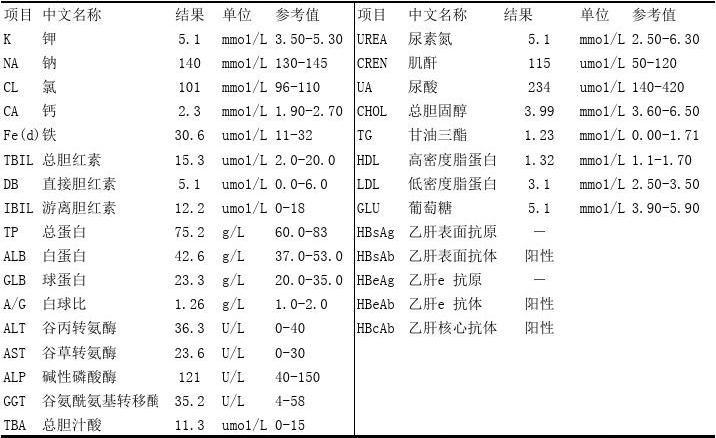 项目 中文名称 结果 单位 参考值 项目 中文名称 结果 单位 参考值
K 钾 5.1 mmol/L 3.50-5.30 UREA 尿素氮 5.1 mmol/L 2.50-6.30
NA 钠 140 mmol/L 130-145 CREN 肌酐 115 umol/L 50-120
CL 氯 101 mmol/L 96-110 UA 尿酸 234 umol/L 140-420
CA 钙 2.3 mmol/L 1.90-2.70 CHOL 总胆固醇 3.99 mmol/L 3.60-6.50
Fe(d) 铁 30.6 umol/L 11-32 TG 甘油三酯 1.23 mmol/L 0.00-1.71
TBIL 总胆红素 15.3 umol/L 2.0-20.0 HDL 高密度脂蛋白 1.32 mmol/L 1.1-1.70
DB 直接胆红素 5.1 umol/L 0.0-6.0 LDL 低密度脂蛋白 3.1 mmol/L 2.50-3.50
IBIL 游离胆红素 12.2 umol/L 0-18 GLU 葡萄糖 5.1 mmol/L 3.90-5.90
TP 总蛋白 75.2 g/L 60.0-83 HBsAg 乙肝表面抗原 —
ALB 白蛋白 42.6 g/L 37.0-53.0 HBsAb 乙肝表面抗体 阳性
GLB 球蛋白 23.3 g/L 20.0-35.0 HBeAg 乙肝e 抗原 —
A/G 白球比 1.26 g/L 1.0-2.0 HBeAb 乙肝e 抗体 阳性
ALT 谷丙转氨酶 36.3 U/L 0-40 HBcAb 乙肝核心抗体 阳性
AST 谷草转氨酶 23.6 U/L 0-30
ALP 碱性磷酸酶 121 U/L 40-150
GGT 谷氨酰氨基转移酶 35.2 U/L 4-58
TBA 总胆汁酸 11.3 umol/L 0-15